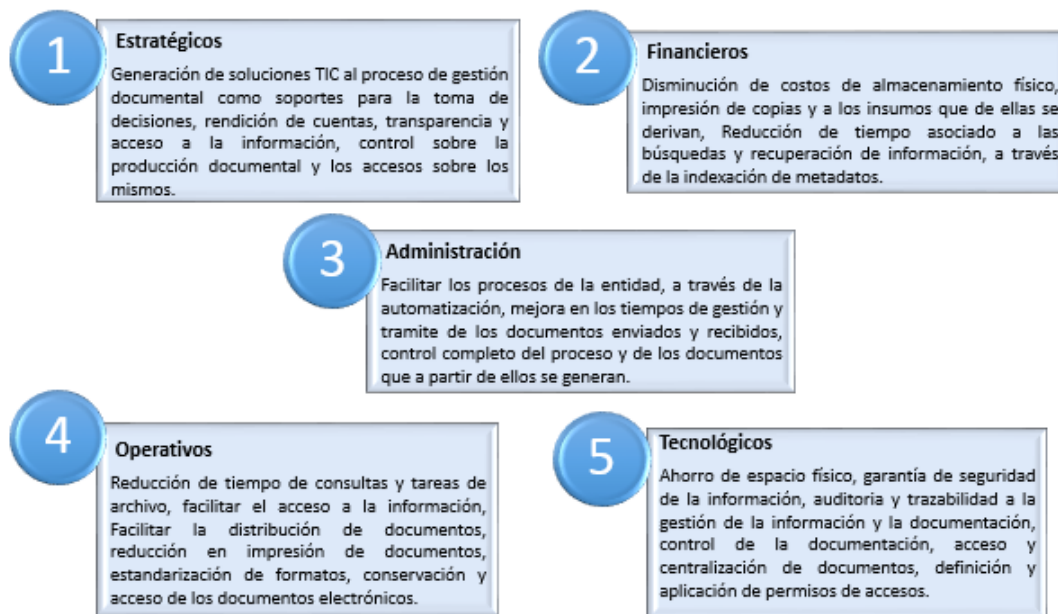 1
Estratégicos
Generación de soluciones TIC al proceso de gestión
documental como soportes para la toma de
decisiones, rendición de cuentas, transparencia y
acceso a la información, control sobre la
producción documental y los accesos sobre los
mismos.
2
Financieros
Disminución de costos de almacenamiento físico,
impresión de copias y a los insumos que de ellas se
derivan, Reducción de tiempo asociado a las
búsquedas y recuperación de información, a través
de la indexación de metadatos.
3
Administración
Facilitar los procesos de la entidad, a través de la
automatización, mejora en los tiempos de gestión y
tramite de los documentos enviados y recibidos,
control completo del proceso y de los documentos
que a partir de ellos se generan.
4
Operativos
Reducción de tiempo de consultas y tareas de
archivo, facilitar el acceso a la información,
Facilitar la distribución de documentos,
reducción en impresión de documentos,
estandarización de formatos, conservación y
acceso de los documentos electrónicos.
5
Tecnológicos
Ahorro de espacio físico, garantía de seguridad
de la información, auditoria y trazabilidad a la
gestión de la información y la documentación,
control de la documentación, acceso y
centralización de documentos, definición y
aplicación de permisos de accesos.